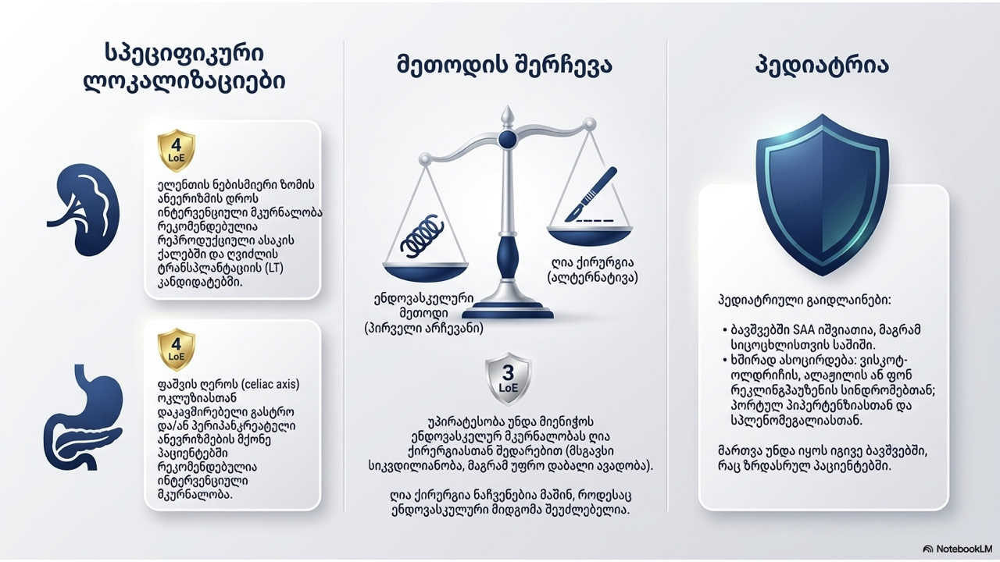 სპეციფიკური
ლოკალიზაციები
4
LoE
ელენთის ნებისმიერი ზომის
ანეერიზმის დროს
ინტერვენციული მკურნალობა
რეკომენდებულია
რეპროდუქციული ასაკის
ქალებში და ღვიძლის
ტრანსპლანტაციის (LT)
კანდიდატებში.
4
LoE
ფაშვის ღეროს (celiac axis)
ოკლუზიასთან
დაკავმირებელი გასტრო
და/ან პერიპანკრეატული
ანევრიზმების მქონე
პაციენტებში
რეკომენდებულია
ინტერვენციული
მკურნალობა.
მეთოდის შერჩევა
ენდოვასკულური
მეთოდი
(პირველი არჩევანი)
ღია ქირურგია
(ალტერნატივა)
3
LoE
უპირატესობა უნდა მიენიჭოს
ენდოვასკელურ მკურნალობას ღია
ქირერგიასთან შედარებით (მსგავსი
სიკვდილიანობა, მაგრამ უფრო დაბალი ავადობა).
ღია ქირურგია ნაჩვენებია მაშინ, როდესაც
ენდოვასკულური მიდგომა შეუძლებელია.
პედიატრია
პედიატრიული გაიდლაინები:
• ბავშვებში SAA იშვიათია, მაგრამ
სიცოცხლისთვის საშიში.
• ხშირად ასოცირდება: ვისკოტ-
ოლდრიჩის, ალაჟილის ან ფონ
რეკლინგჰაუზენის სინდრომებთან;
პორტულ ჰიპერტენზიასთან და
სპლენომეგალიასთან.
მართვა უნდა იყოს იგივე ბავშვებში,
რაც ზრდასრულ პაციენტებში.
NotebookLM